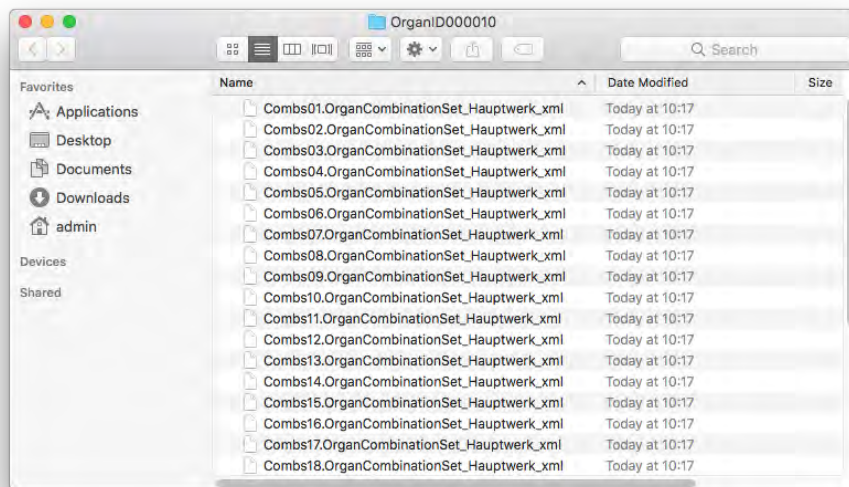 OrganID000010
Search
Favorites
Applications
Desktop
Documents
Downloads
admin
Devices
Shared
Name Date Modified Size
Combs01.OrganCombinationSet_Hauptwerk_xml Today at 10:17
Combs02.OrganCombinationSet_Hauptwerk_xml Today at 10:17
Combs03.OrganCombinationSet_Hauptwerk_xml Today at 10:17
Combs04.OrganCombinationSet_Hauptwerk_xml Today at 10:17
Combs05.OrganCombinationSet_Hauptwerk_xml Today at 10:17
Combs06.OrganCombinationSet_Hauptwerk_xml Today at 10:17
Combs07.OrganCombinationSet_Hauptwerk_xml Today at 10:17
Combs08.OrganCombinationSet_Hauptwerk_xml Today at 10:17
Combs09.OrganCombinationSet_Hauptwerk_xml Today at 10:17
Combs10.OrganCombinationSet_Hauptwerk_xml Today at 10:17
Combs11.OrganCombinationSet_Hauptwerk_xml Today at 10:17
Combs12.OrganCombinationSet_Hauptwerk_xml Today at 10:17
Combs13.OrganCombinationSet_Hauptwerk_xml Today at 10:17
Combs14.OrganCombinationSet_Hauptwerk_xml Today at 10:17
Combs15.OrganCombinationSet_Hauptwerk_xml Today at 10:17
Combs16.OrganCombinationSet_Hauptwerk_xml Today at 10:17
Combs17.OrganCombinationSet_Hauptwerk_xml Today at 10:17
Combs18.OrganCombinationSet_Hauptwerk_xml Today at 10:17